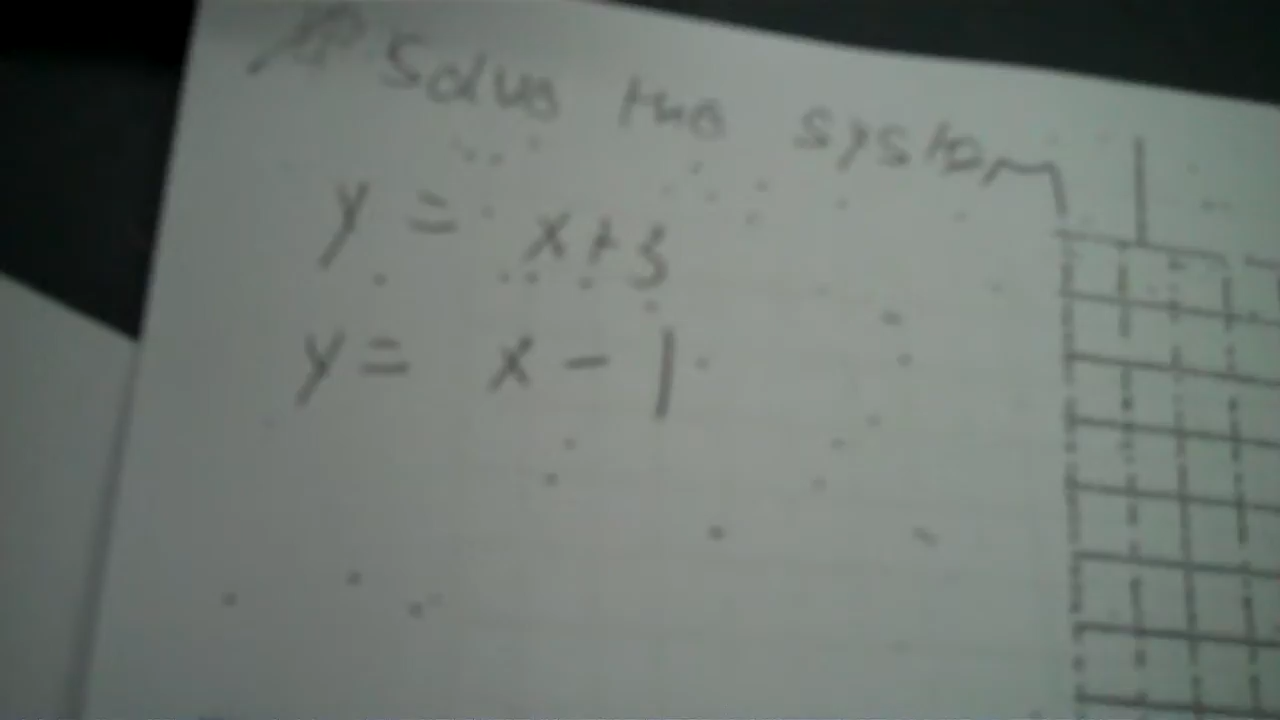 Solve the system
y = x + 3
y = x - 1